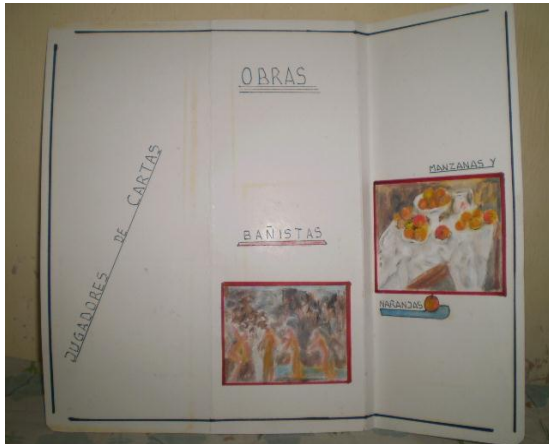 JUGADORES DE CARTAS
OBRAS
BAÑISTAS
MANZANAS Y
NARANJAS